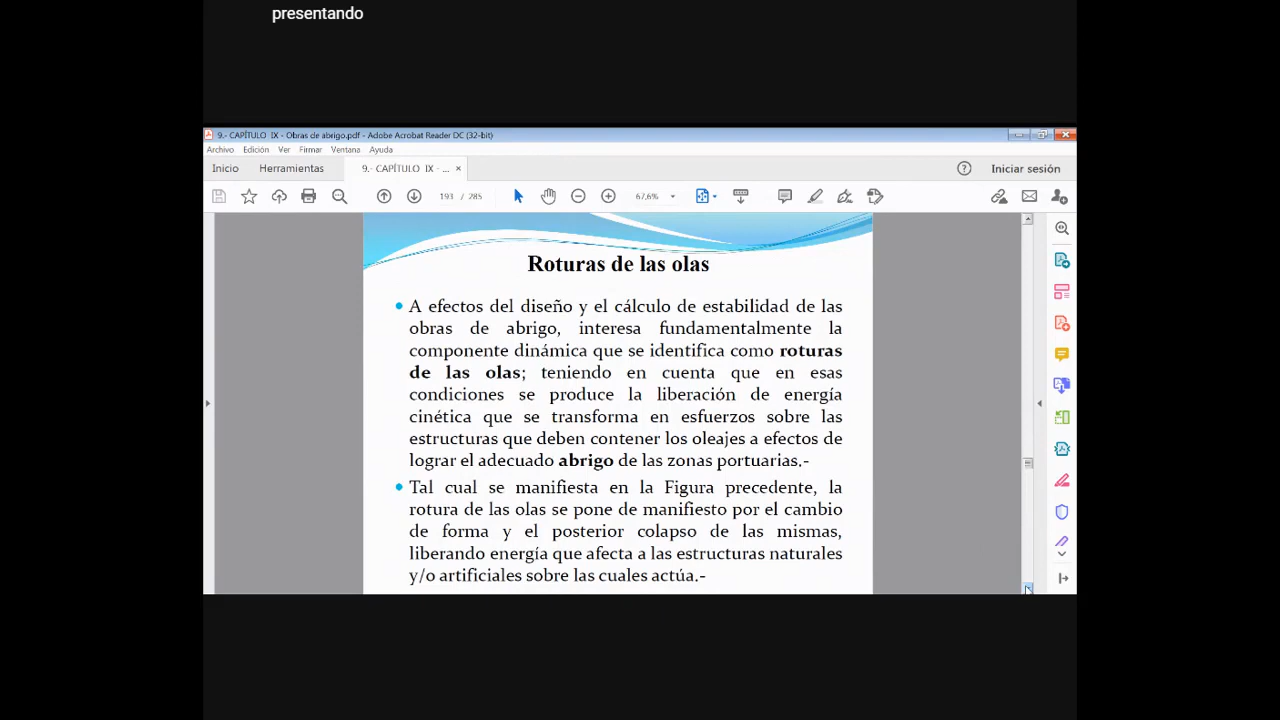 presentando
9.- CAPÍTULO IX - Obras de abrigo.pdf - Adobe Acrobat Reader DC (32-bit)
Archivo Edición Ver Firmar Ventana Ayuda
Inicio Herramientas 9.- CAPÍTULO IX - ... × Iniciar sesión
193 / 285 67,6%
Roturas de las olas
• A efectos del diseño y el cálculo de estabilidad de las
obras de abrigo, interesa fundamentalmente la
componente dinámica que se identifica como roturas
de las olas; teniendo en cuenta que en esas
condiciones se produce la liberación de energía
cinética que se transforma en esfuerzos sobre las
estructuras que deben contener los oleajes a efectos de
lograr el adecuado abrigo de las zonas portuarias.-
• Tal cual se manifiesta en la Figura precedente, la
rotura de las olas se pone de manifiesto por el cambio
de forma y el posterior colapso de las mismas,
liberando energía que afecta a las estructuras naturales
y/o artificiales sobre las cuales actúa.-